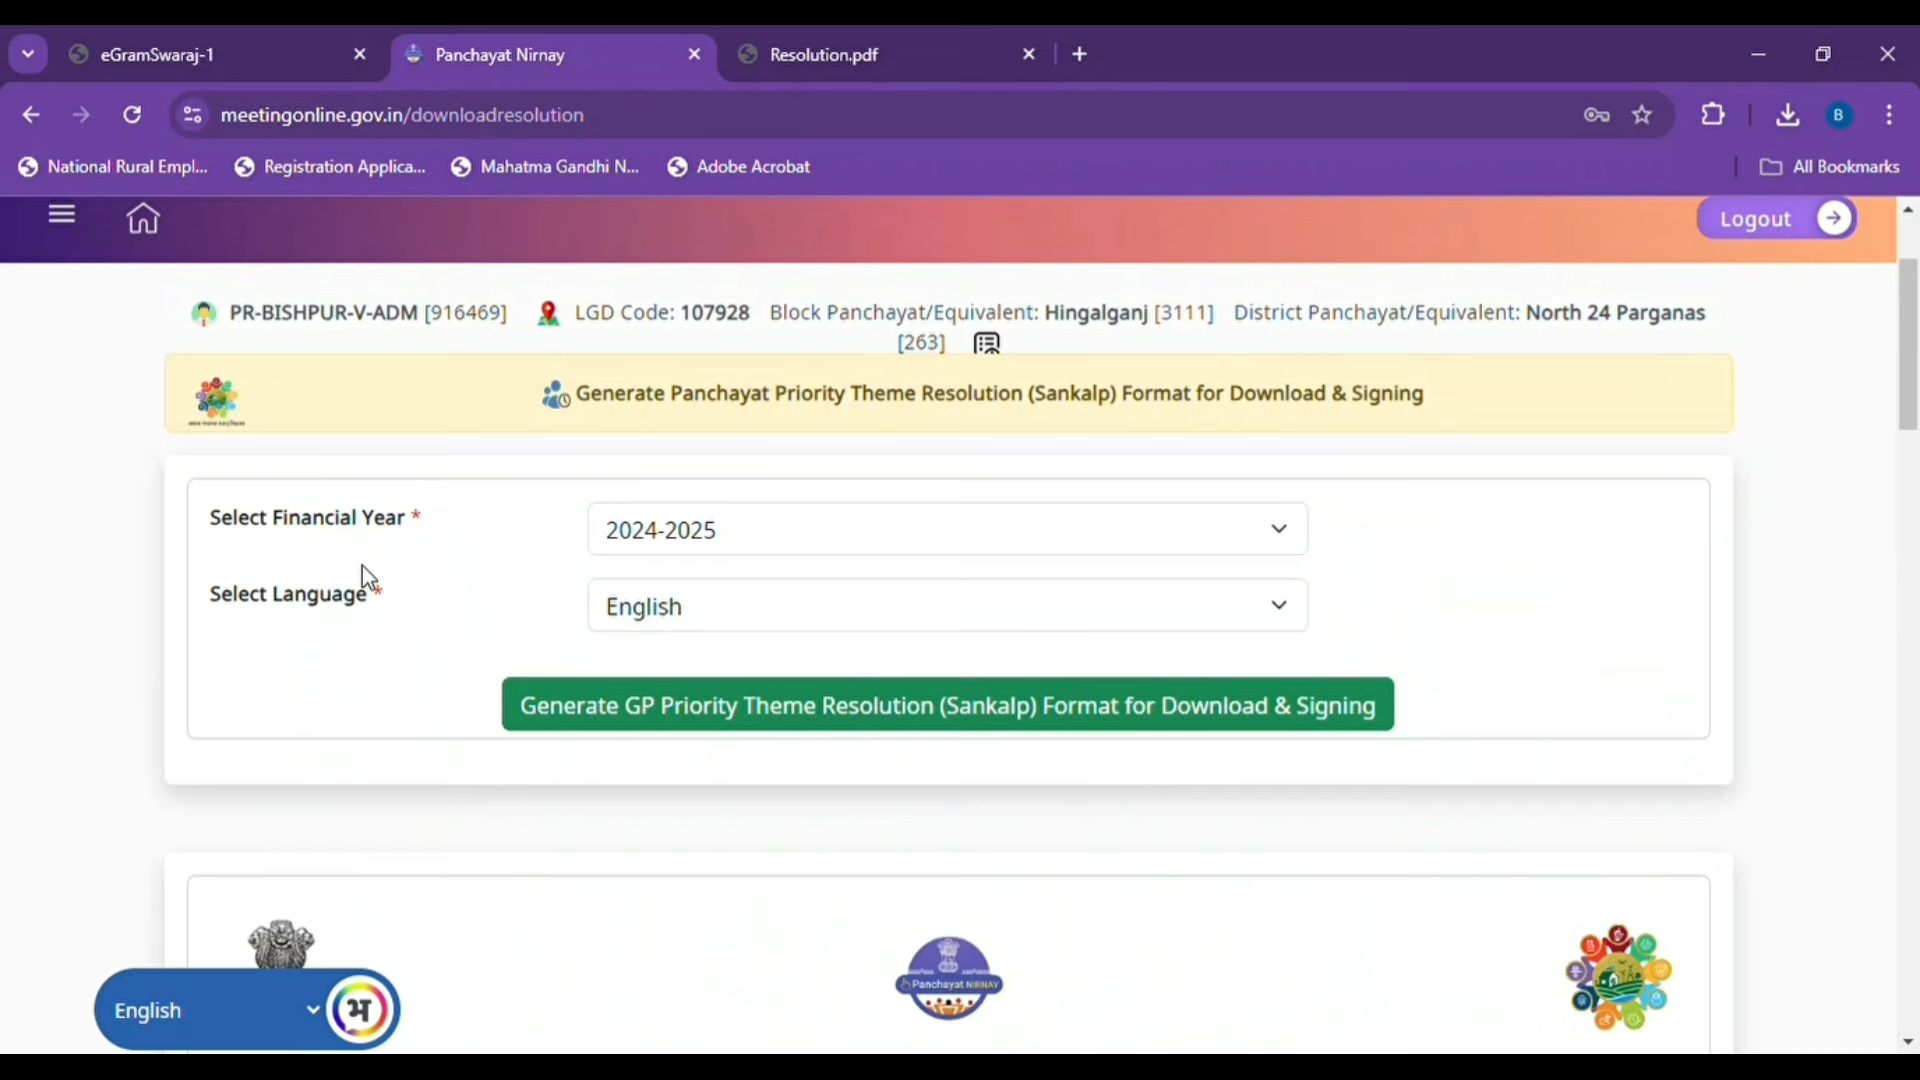 eGramSwaraj-1
Panchayat Nirnay
Resolution.pdf
meetingonline.gov.in/downloadresolution
B
National Rural Empl...
Registration Applica...
Mahatma Gandhi N...
Adobe Acrobat
All Bookmarks
Logout
PR-BISHPUR-V-ADM [916469] LGD Code: 107928 Block Panchayat/Equivalent: Hingalganj [3111] District Panchayat/Equivalent: North 24 Parganas
[263]
Generate Panchayat Priority Theme Resolution (Sankalp) Format for Download & Signing
Select Financial Year *
2024-2025
Select Language *
English
Generate GP Priority Theme Resolution (Sankalp) Format for Download & Signing
Panchayat NIRNAY
English
अ